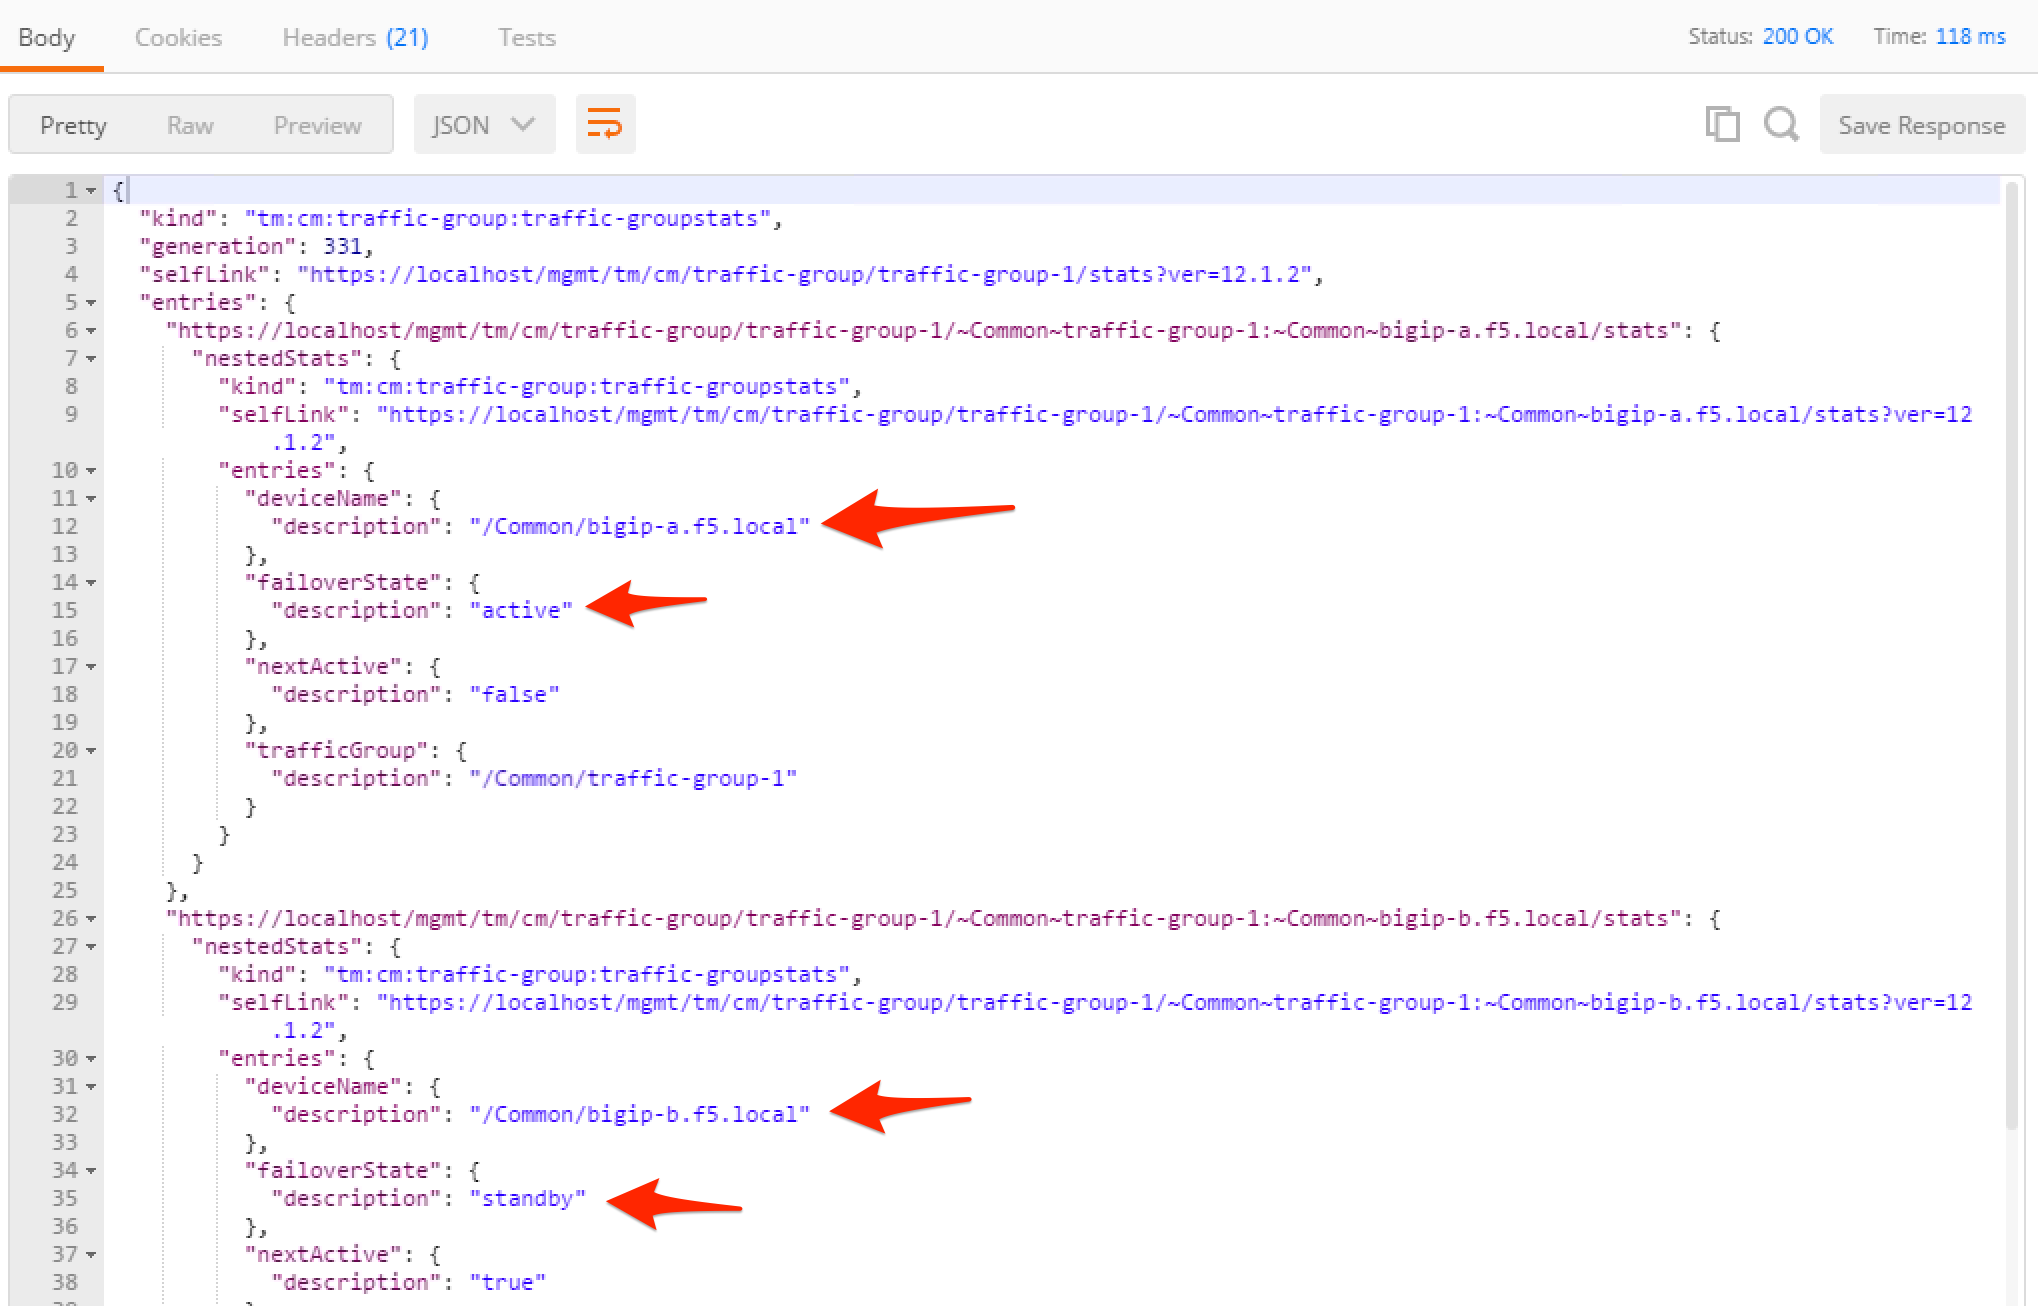 Body Cookies Headers (21) Tests Status: 200 OK Time: 118 ms
Pretty Raw Preview JSON Save Response
1 {
2 "kind": "tm:cm:traffic-group:traffic-groupstats",
3 "generation": 331,
4 "selfLink": "https://localhost/mgmt/tm/cm/traffic-group/traffic-group-1/stats?ver=12.1.2",
5 "entries": {
6 "https://localhost/mgmt/tm/cm/traffic-group/traffic-group-1/~Common~traffic-group-1:~Common~bigip-a.f5.local/stats": {
7 "nestedStats": {
8 "kind": "tm:cm:traffic-group:traffic-groupstats",
9 "selfLink": "https://localhost/mgmt/tm/cm/traffic-group/traffic-group-1/~Common~traffic-group-1:~Common~bigip-a.f5.local/stats?ver=12
.1.2",
10 "entries": {
11 "deviceName": {
12 "description": "/Common/bigip-a.f5.local"
13 },
14 "failoverState": {
15 "description": "active"
16 },
17 "nextActive": {
18 "description": "false"
19 },
20 "trafficGroup": {
21 "description": "/Common/traffic-group-1"
22 }
23 }
24 }
25 },
26 "https://localhost/mgmt/tm/cm/traffic-group/traffic-group-1/~Common~traffic-group-1:~Common~bigip-b.f5.local/stats": {
27 "nestedStats": {
28 "kind": "tm:cm:traffic-group:traffic-groupstats",
29 "selfLink": "https://localhost/mgmt/tm/cm/traffic-group/traffic-group-1/~Common~traffic-group-1:~Common~bigip-b.f5.local/stats?ver=12
.1.2",
30 "entries": {
31 "deviceName": {
32 "description": "/Common/bigip-b.f5.local"
33 },
34 "failoverState": {
35 "description": "standby"
36 },
37 "nextActive": {
38 "description": "true"